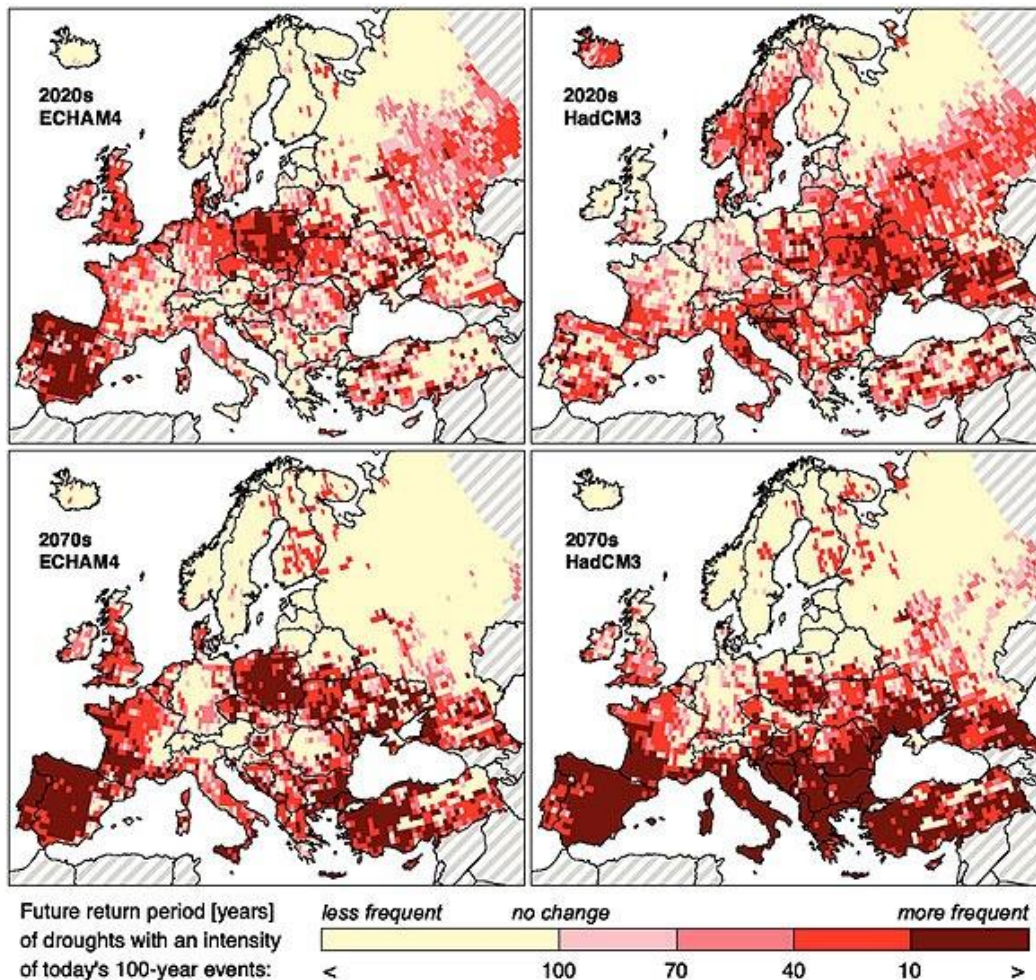 2020s
ECHAM4
2020s
HadCM3
2070s
ECHAM4
2070s
HadCM3
Future return period [years]
of droughts with an intensity
of today's 100-year events:
less frequent no change more frequent
< 100 70 40 10 >